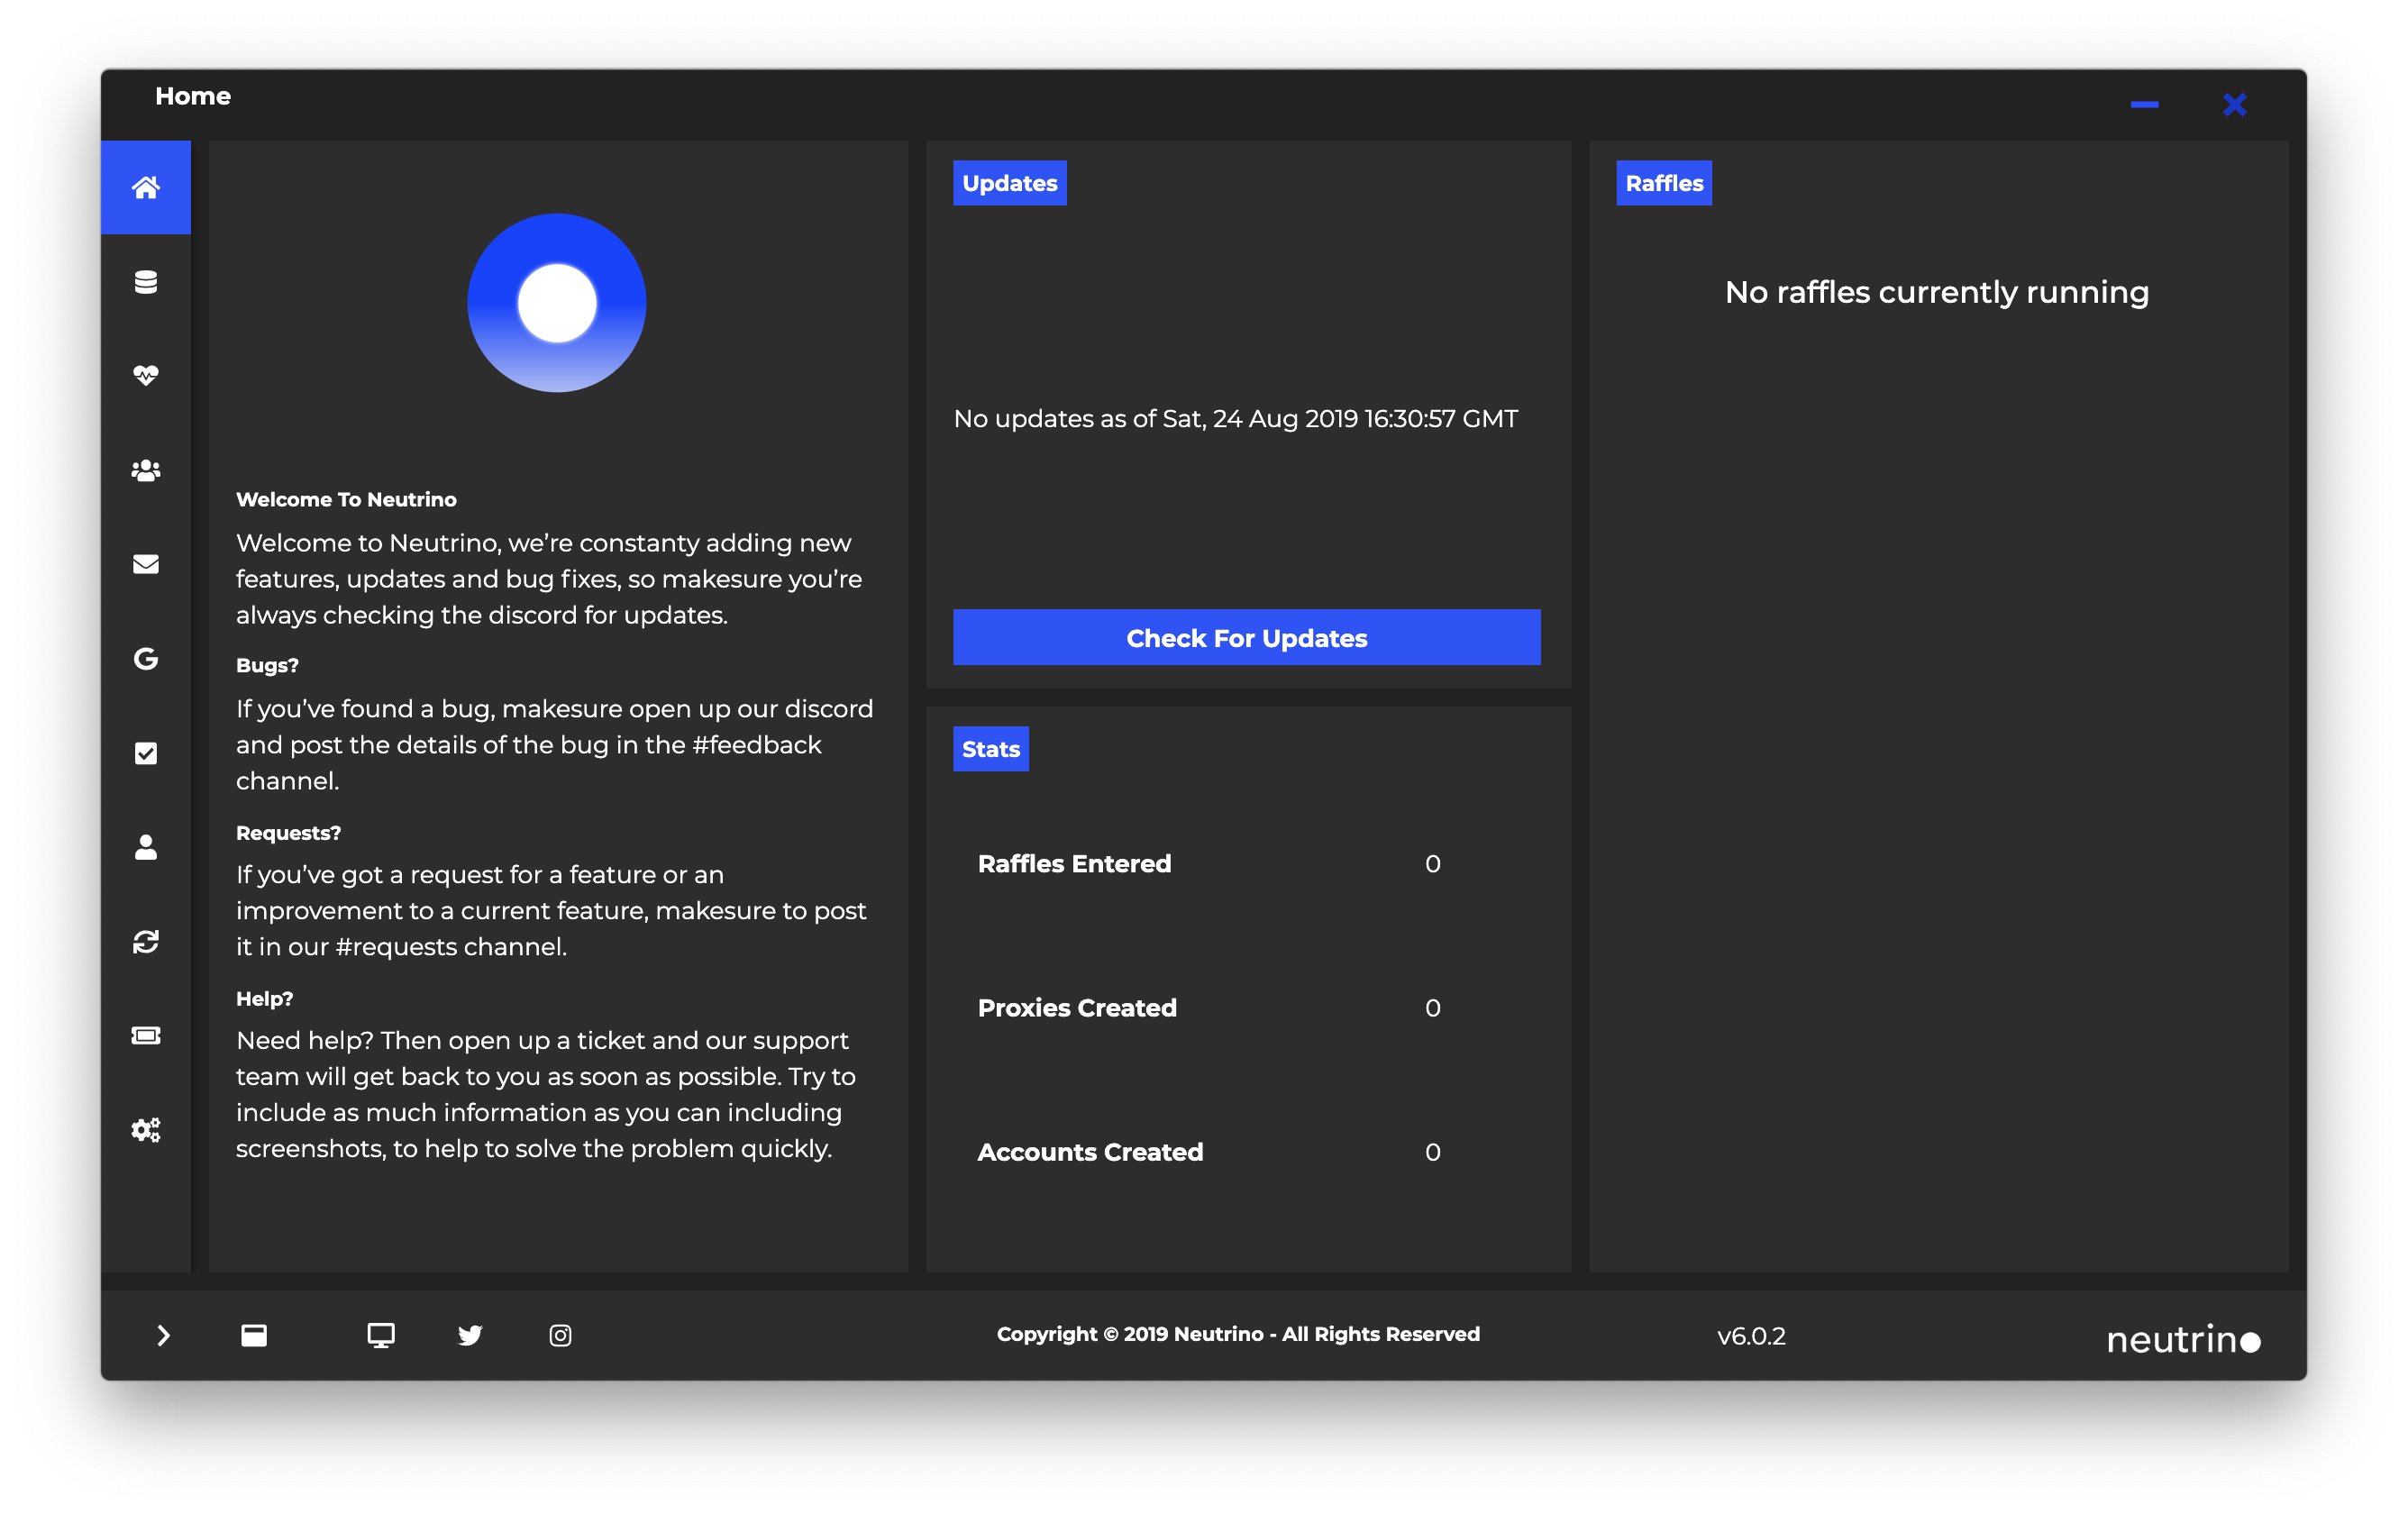 Home
Welcome To Neutrino
Welcome to Neutrino, we’re constanty adding new
features, updates and bug fixes, so makesure you’re
always checking the discord for updates.
Bugs?
If you’ve found a bug, makesure open up our discord
and post the details of the bug in the #feedback
channel.
Requests?
If you’ve got a request for a feature or an
improvement to a current feature, makesure to post
it in our #requests channel.
Help?
Need help? Then open up a ticket and our support
team will get back to you as soon as possible. Try to
include as much information as you can including
screenshots, to help to solve the problem quickly.
Updates
No updates as of Sat, 24 Aug 2019 16:30:57 GMT
Check For Updates
Stats
Raffles Entered 0
Proxies Created 0
Accounts Created 0
Raffles
No raffles currently running
Copyright © 2019 Neutrino - All Rights Reserved
v6.0.2
neutrino